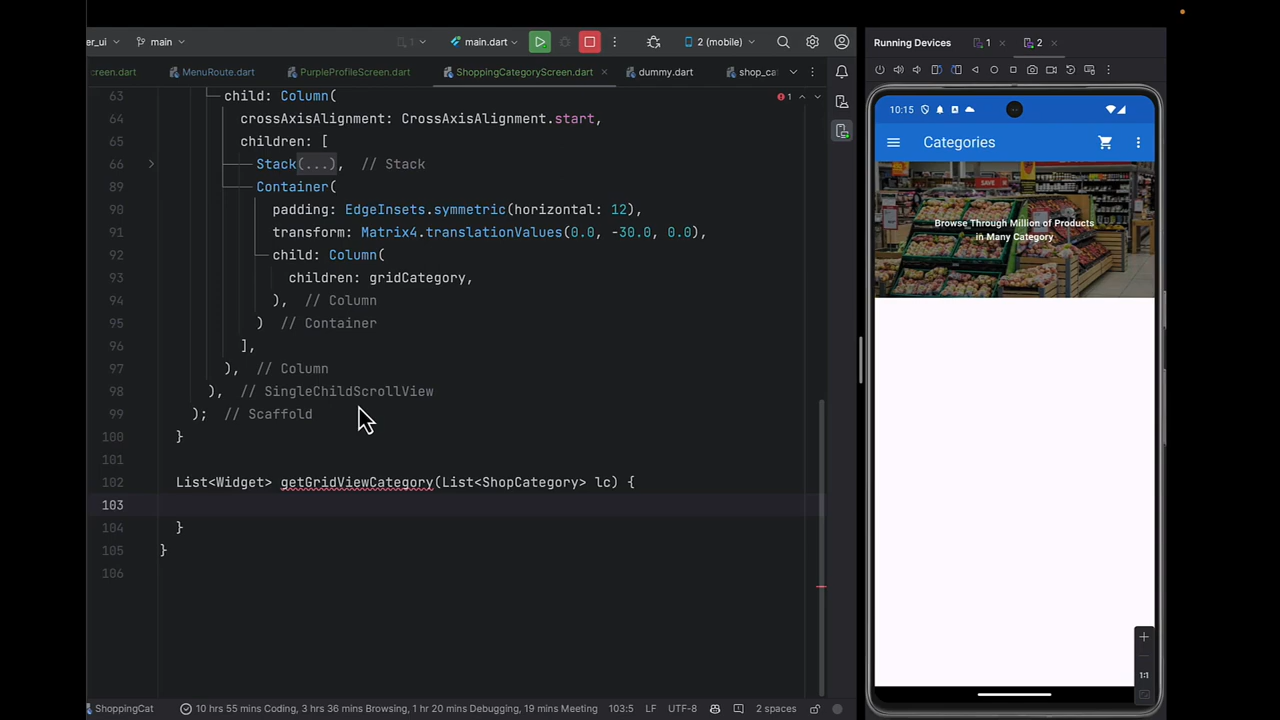 er_ui
main
1
main.dart
2 (mobile)
Running Devices
1
2
creen.dart
MenuRoute.dart
PurpleProfileScreen.dart
ShoppingCategoryScreen.dart
dummy.dart
shop_ca
63 child: Column(
64 crossAxisAlignment: CrossAxisAlignment.start,
65 children: [
66 Stack(...), // Stack
89 Container(
90 padding: EdgeInsets.symmetric(horizontal: 12),
91 transform: Matrix4.translationValues(0.0, -30.0, 0.0),
92 child: Column(
93 children: gridCategory,
94 ), // Column
95 ) // Container
96 ],
97 ), // Column
98 ), // SingleChildScrollView
99 ); // Scaffold
100 }
101
102 List<Widget> getGridViewCategory(List<ShopCategory> lc) {
103
104 }
105 }
106
1
10:15
Categories
SAVE
Browse Through Million of Products
in Many Category
1:1
ShoppingCat
10 hrs 55 mins Coding, 3 hrs 36 mins Browsing, 1 hr 20 mins Debugging, 19 mins Meeting
103:5
LF
UTF-8
2 spaces